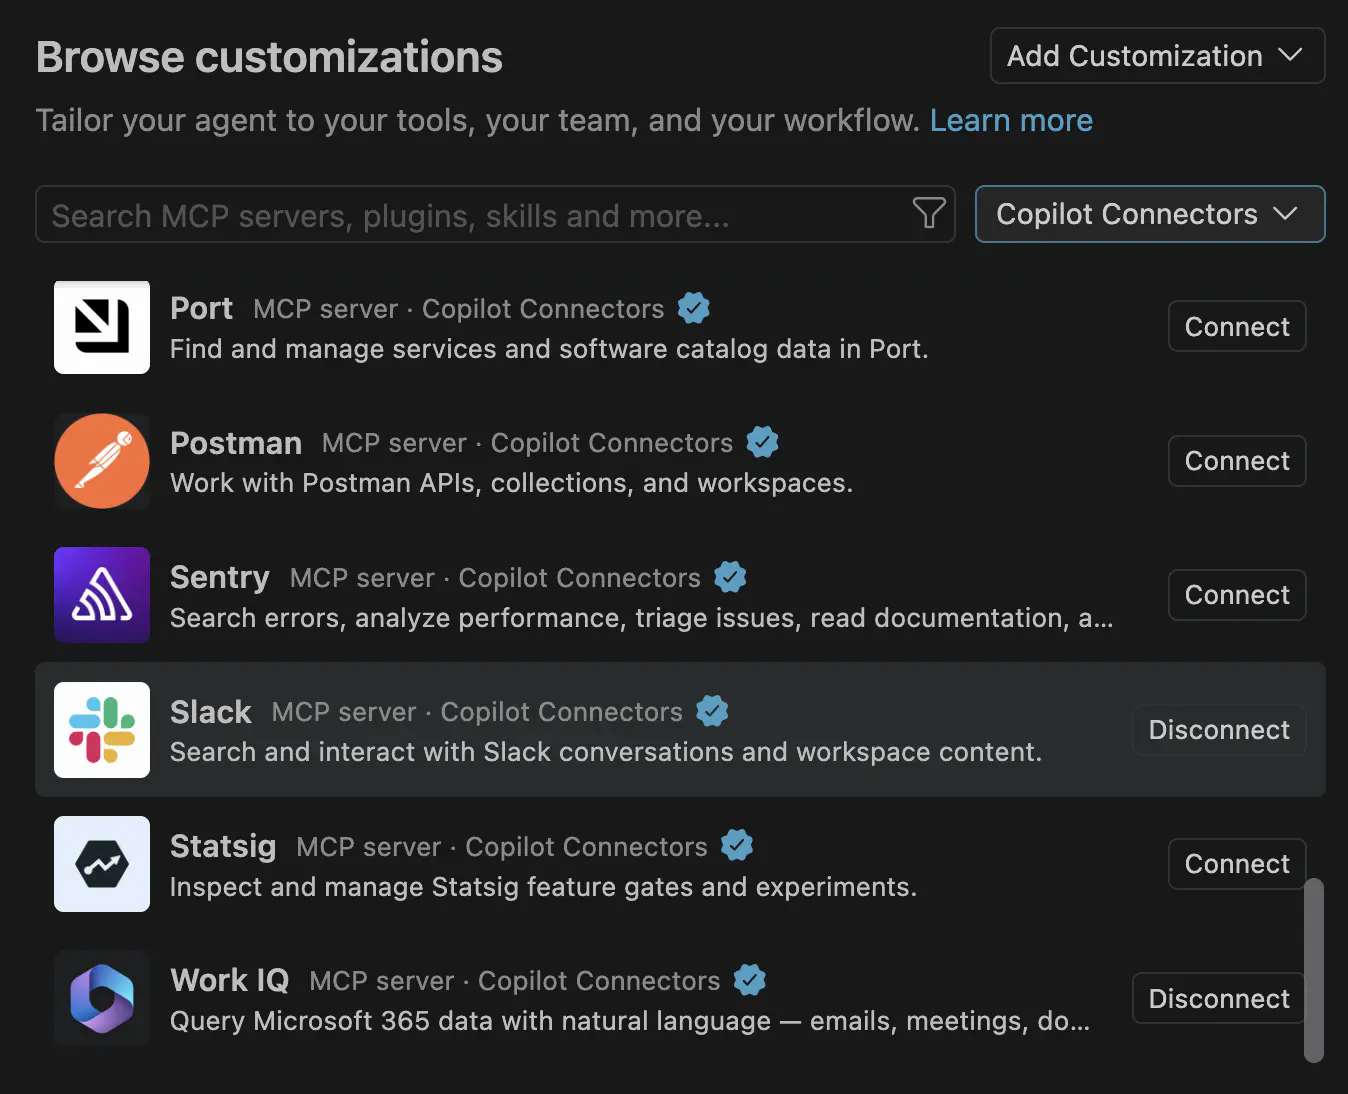 Browse customizations
Add Customization
Tailor your agent to your tools, your team, and your workflow. Learn more
Search MCP servers, plugins, skills and more...
Copilot Connectors
Port MCP server · Copilot Connectors
Find and manage services and software catalog data in Port.
Connect
Postman MCP server · Copilot Connectors
Work with Postman APIs, collections, and workspaces.
Connect
Sentry MCP server · Copilot Connectors
Search errors, analyze performance, triage issues, read documentation, a...
Connect
Slack MCP server · Copilot Connectors
Search and interact with Slack conversations and workspace content.
Disconnect
Statsig MCP server · Copilot Connectors
Inspect and manage Statsig feature gates and experiments.
Connect
Work IQ MCP server · Copilot Connectors
Query Microsoft 365 data with natural language — emails, meetings, do...
Disconnect